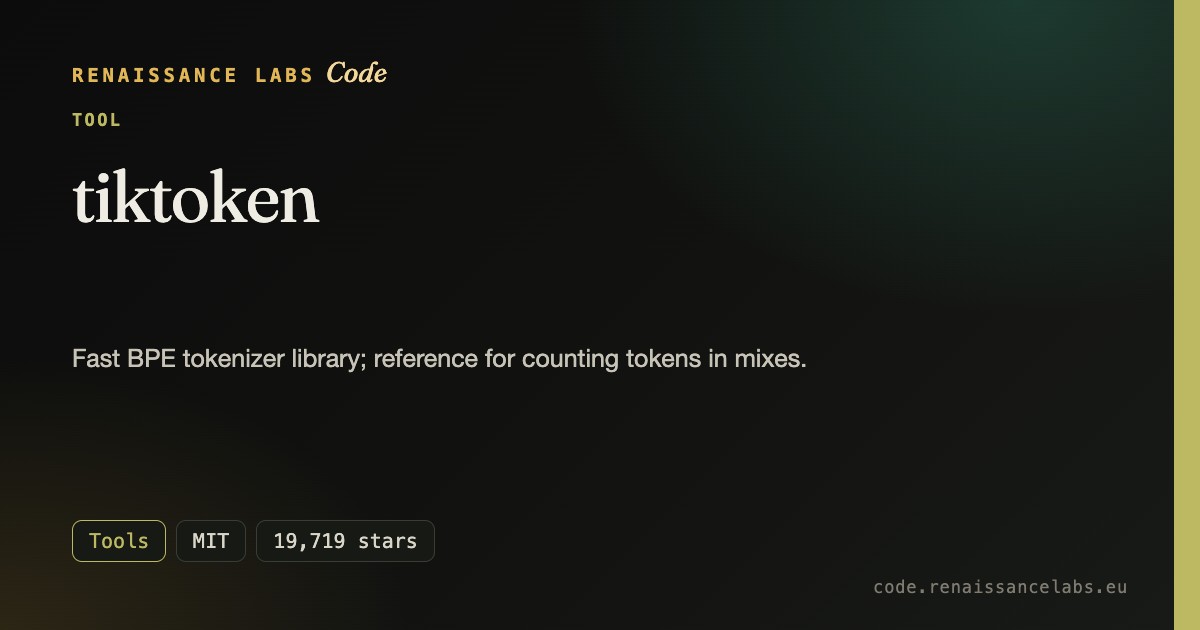 RENAISSANCE LABS Code
TOOL
tiktoken
Fast BPE tokenizer library; reference for counting tokens in mixes.
Tools MIT 19,719 stars
code.renaissancelabs.eu